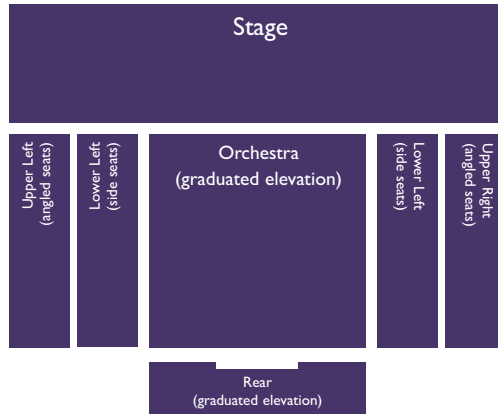 Stage
Upper Left
(angled seats)
Lower Left
(side seats)
Orchestra
(graduated elevation)
Lower Left
(side seats)
Upper Right
(angled seats)
Rear
(graduated elevation)